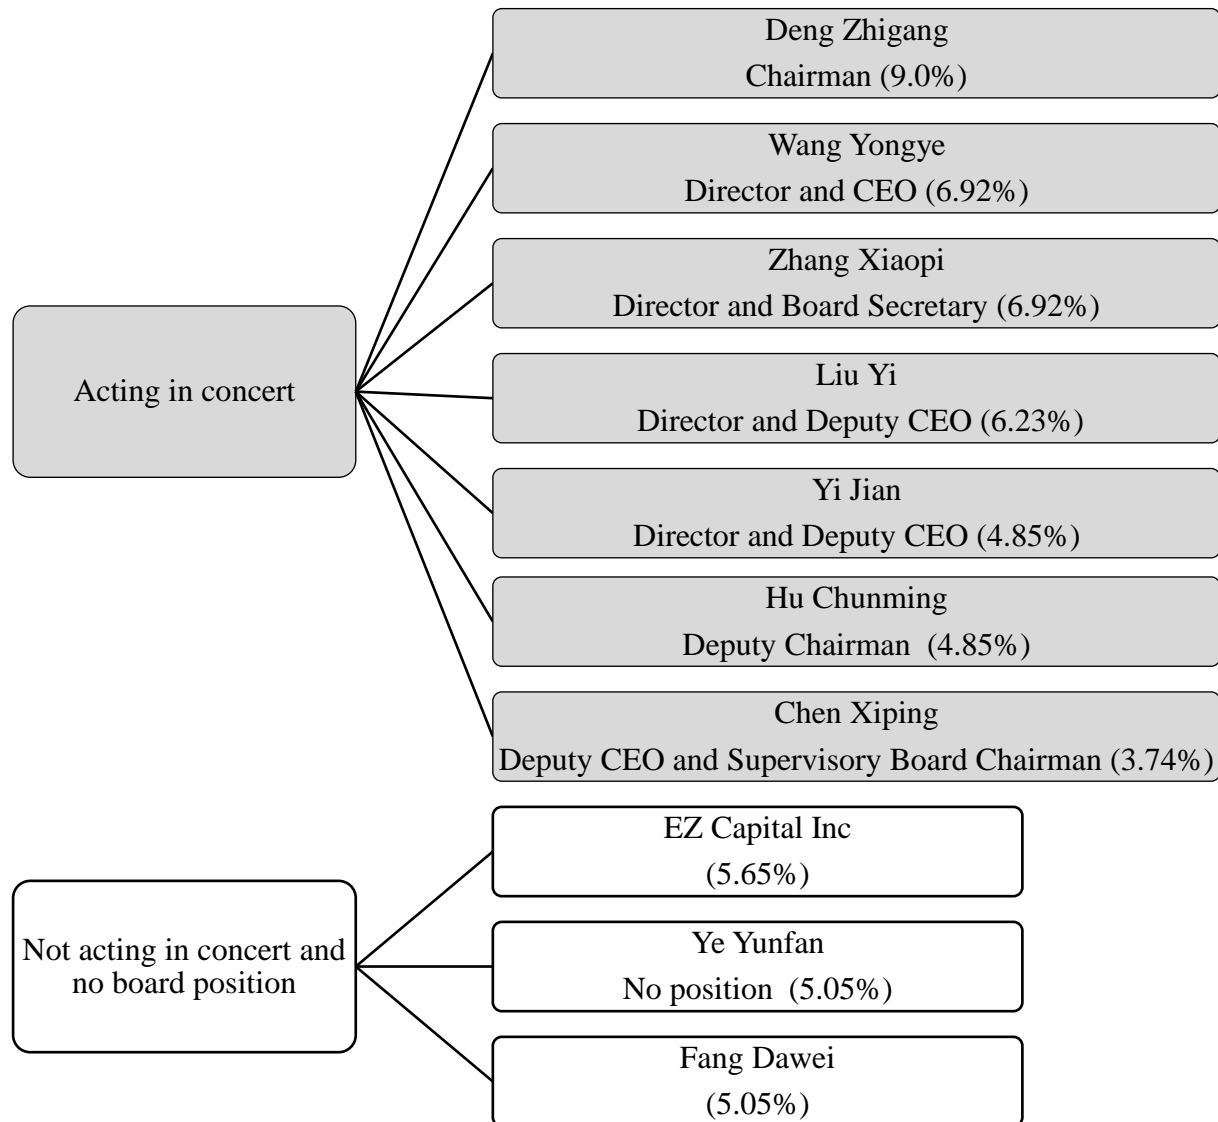 Deng Zhigang
Chairman (9.0%)
Wang Yongye
Director and CEO (6.92%)
Zhang Xiaopi
Director and Board Secretary (6.92%)
Acting in concert
Liu Yi
Director and Deputy CEO (6.23%)
Yi Jian
Director and Deputy CEO (4.85%)
Hu Chunming
Deputy Chairman (4.85%)
Chen Xiping
Deputy CEO and Supervisory Board Chairman (3.74%)
EZ Capital Inc
(5.65%)
Not acting in concert and
no board position
Ye Yunfan
No position (5.05%)
Fang Dawei
(5.05%)